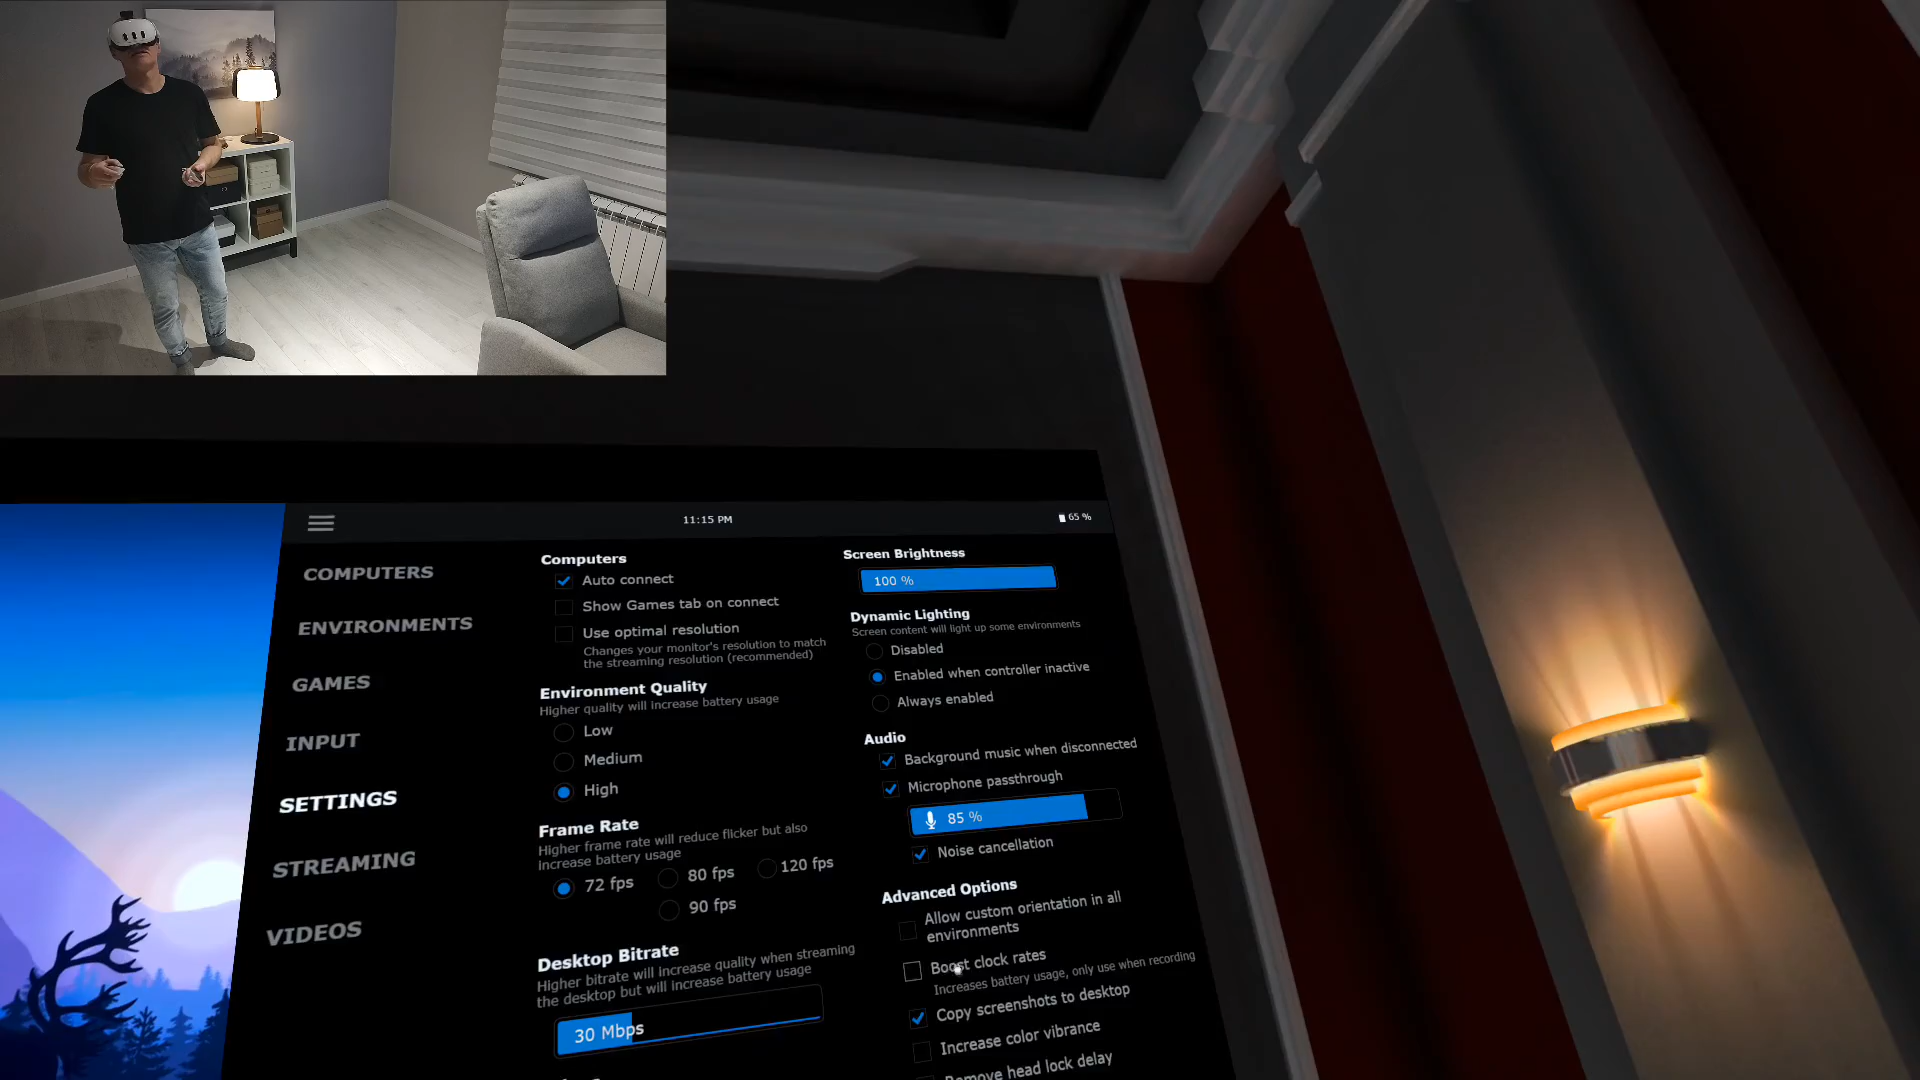 11:15 PM
65 %
COMPUTERS
ENVIRONMENTS
GAMES
INPUT
SETTINGS
STREAMING
VIDEOS
Computers
Auto connect
Show Games tab on connect
Use optimal resolution
Changes your monitor's resolution to match
the streaming resolution (recommended)
Environment Quality
Higher quality will increase battery usage
Low
Medium
High
Frame Rate
Higher frame rate will reduce flicker but also
increase battery usage
72 fps
80 fps
120 fps
90 fps
Desktop Bitrate
Higher bitrate will increase quality when streaming
the desktop but will increase battery usage
30 Mbps
Screen Brightness
100 %
Dynamic Lighting
Screen content will light up some environments
Disabled
Enabled when controller inactive
Always enabled
Audio
Background music when disconnected
Microphone passthrough
85 %
Noise cancellation
Advanced Options
Allow custom orientation in all
environments
Boost clock rates
Increases battery usage, only use when recording
Copy screenshots to desktop
Increase color vibrance
Remove head lock delay